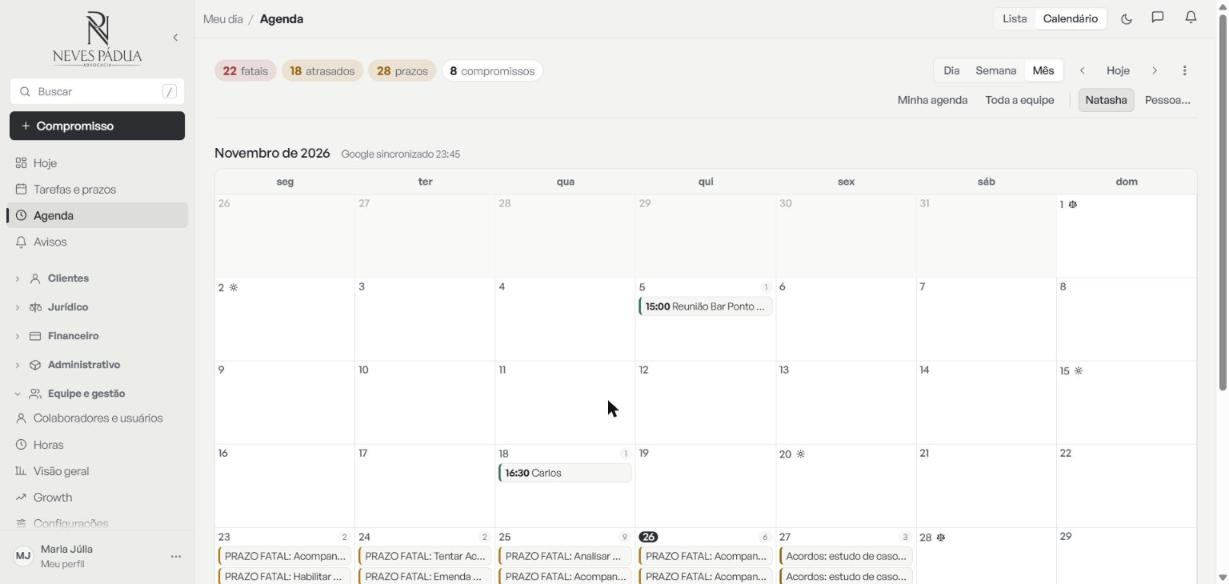 NEVES PÁDUA
ADVOCACIA
Buscar /
+ Compromisso
Hoje
Tarefas e prazos
Agenda
Avisos
Clientes
Jurídico
Financeiro
Administrativo
Equipe e gestão
Colaboradores e usuários
Horas
Visão geral
Growth
Configurações
MJ Maria Júlia ...
Meu perfil
Meu dia / Agenda
Lista Calendário
22 fatais 18 atrasados 28 prazos 8 compromissos
Dia Semana Mês < Hoje >
Minha agenda Toda a equipe Natasha Pessoa...
Novembro de 2026 Google sincronizado 23:45
seg ter qua qui sex sáb dom
26 27 28 29 30 31 1
2 3 4 5 1 6 7 8
15:00 Reunião Bar Ponto ...
9 10 11 12 13 14 15
16 17 18 1 19 20 21 22
16:30 Carlos
23 2 24 2 25 9 26 6 27 3 28 29
PRAZO FATAL: Acompan... PRAZO FATAL: Tentar Ac... PRAZO FATAL: Analisar ... PRAZO FATAL: Acompan... Acordos: estudo de caso...
PRAZO FATAL: Habilitar ... PRAZO FATAL: Emenda ... PRAZO FATAL: Acompan... PRAZO FATAL: Acompan... Acordos: estudo de caso...